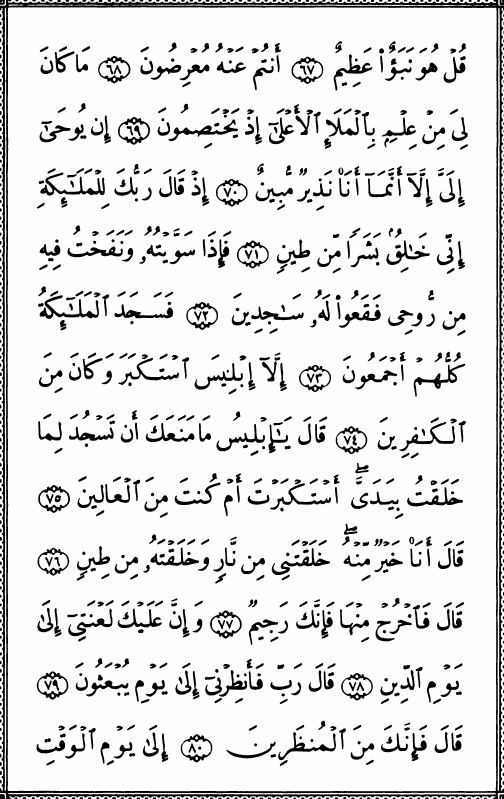 قُلْ هُوَ نَبَؤٌاْ عَظِيمٌ ٦٧ أَنتُمْ عَنْهُ مُعْرِضُونَ ٦٨ مَا كَانَ
لِىَ مِنْ عِلْمٍۭ بِٱلْمَلَإِ ٱلْأَعْلَىٰٓ إِذْ يَخْتَصِمُونَ ٦٩ إِن يُوحَىٰٓ
إِلَىَّ إِلَّآ أَنَّمَآ أَنَا۠ نَذِيرٌ مُّبِينٌ ٧٠ إِذْ قَالَ رَبُّكَ لِلْمَلَـٰٓئِكَةِ
إِنِّى خَـٰلِقٌۢ بَشَرًا مِّن طِينٍ ٧١ فَإِذَا سَوَّيْتُهُۥ وَنَفَخْتُ فِيهِ
مِن رُّوحِى فَقَعُوا۟ لَهُۥ سَـٰجِدِينَ ٧٢ فَسَجَدَ ٱلْمَلَـٰٓئِكَةُ
كُلُّهُمْ أَجْمَعُونَ ٧٣ إِلَّآ إِبْلِيسَ ٱسْتَكْبَرَ وَكَانَ مِنَ
ٱلْكَـٰفِرِينَ ٧٤ قَالَ يَـٰٓإِبْلِيسُ مَا مَنَعَكَ أَن تَسْجُدَ لِمَا
خَلَقْتُ بِيَدَىَّ ۖ أَسْتَكْبَرْتَ أَمْ كُنتَ مِنَ ٱلْعَالِينَ ٧٥
قَالَ أَنَا۠ خَيْرٌ مِّنْهُ ۖ خَلَقْتَنِى مِن نَّارٍ وَخَلَقْتَهُۥ مِن طِينٍ ٧٦
قَالَ فَٱخْرُجْ مِنْهَا فَإِنَّكَ رَجِيمٌ ٧٧ وَإِنَّ عَلَيْكَ لَعْنَتِىٓ إِلَىٰ
يَوْمِ ٱلدِّينِ ٧٨ قَالَ رَبِّ فَأَنظِرْنِىٓ إِلَىٰ يَوْمِ يُبْعَثُونَ ٧٩
قَالَ فَإِنَّكَ مِنَ ٱلْمُنظَرِينَ ٨٠ إِلَىٰ يَوْمِ ٱلْوَقْتِ